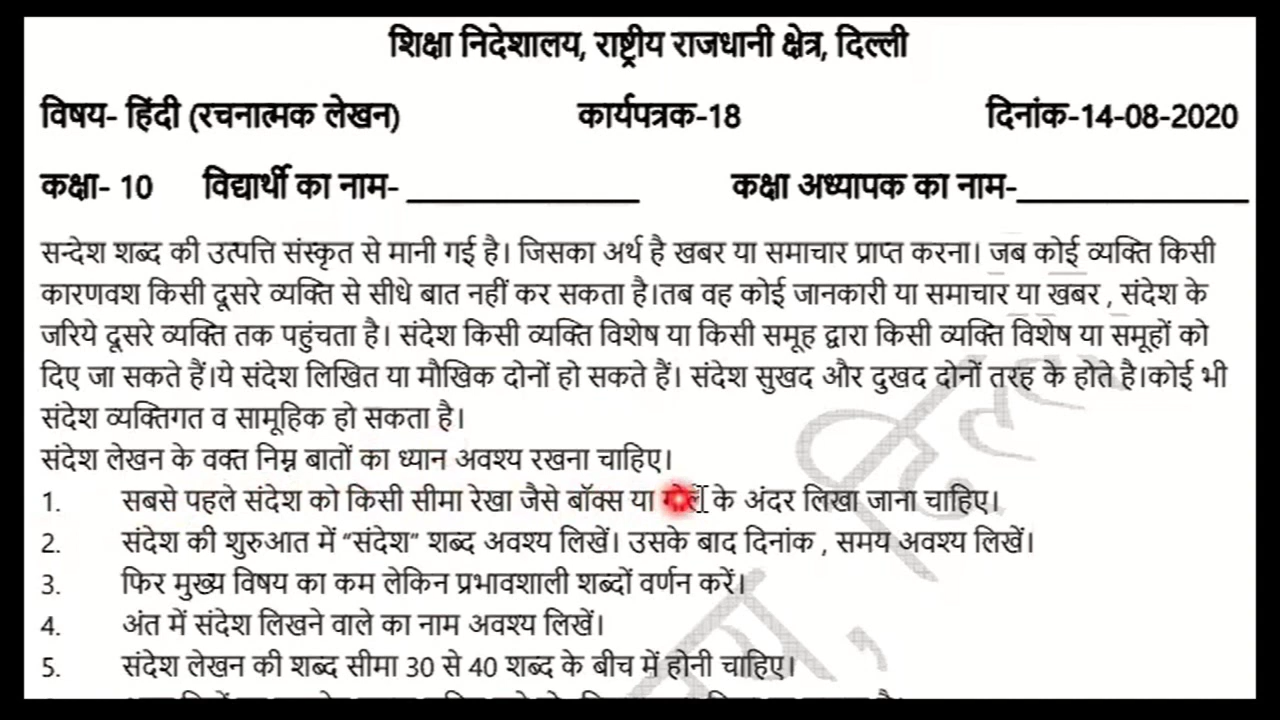 शिक्षा निदेशालय, राष्ट्रीय राजधानी क्षेत्र, दिल्ली
विषय- हिंदी (रचनात्मक लेखन) कार्यपत्रक-18 दिनांक-14-08-2020
कक्षा- 10 विद्यार्थी का नाम-_______________ कक्षा अध्यापक का नाम-_______________
सन्देश शब्द की उत्पत्ति संस्कृत से मानी गई है। जिसका अर्थ है खबर या समाचार प्राप्त करना। जब कोई व्यक्ति किसी
कारणवश किसी दूसरे व्यक्ति से सीधे बात नहीं कर सकता है।तब वह कोई जानकारी या समाचार या खबर , संदेश के
जरिये दूसरे व्यक्ति तक पहुंचता है। संदेश किसी व्यक्ति विशेष या किसी समूह द्वारा किसी व्यक्ति विशेष या समूहों को
दिए जा सकते हैं।ये संदेश लिखित या मौखिक दोनों हो सकते हैं। संदेश सुखद और दुखद दोनों तरह के होते है।कोई भी
संदेश व्यक्तिगत व सामूहिक हो सकता है।
संदेश लेखन के वक्त निम्न बातों का ध्यान अवश्य रखना चाहिए।
1. सबसे पहले संदेश को किसी सीमा रेखा जैसे बॉक्स या गोले के अंदर लिखा जाना चाहिए।
2. संदेश की शुरुआत में “संदेश” शब्द अवश्य लिखें। उसके बाद दिनांक , समय अवश्य लिखें।
3. फिर मुख्य विषय का कम लेकिन प्रभावशाली शब्दों वर्णन करें।
4. अंत में संदेश लिखने वाले का नाम अवश्य लिखें।
5. संदेश लेखन की शब्द सीमा 30 से 40 शब्द के बीच में होनी चाहिए।